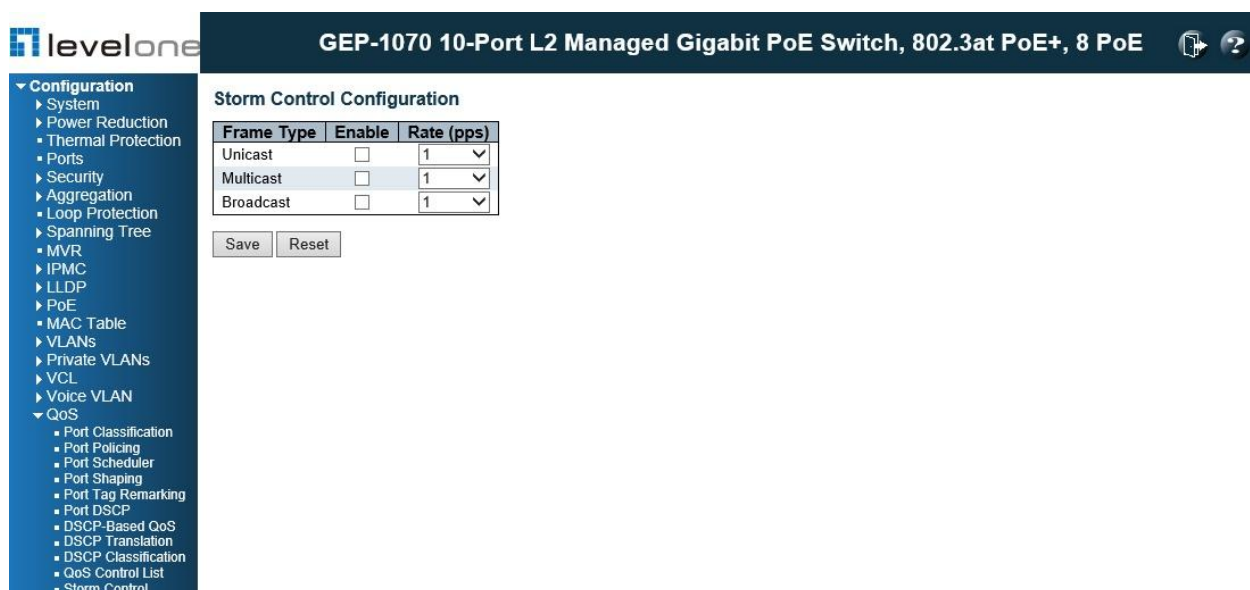 levelone
GEP-1070 10-Port L2 Managed Gigabit PoE Switch, 802.3at PoE+, 8 PoE
?
Configuration
System
Power Reduction
Thermal Protection
Ports
Security
Aggregation
Loop Protection
Spanning Tree
MVR
IPMC
LLDP
PoE
MAC Table
VLANs
Private VLANs
VCL
Voice VLAN
QoS
Port Classification
Port Policing
Port Scheduler
Port Shaping
Port Tag Remarking
Port DSCP
DSCP-Based QoS
DSCP Translation
DSCP Classification
QoS Control List
Storm Control
Storm Control Configuration
Frame Type Enable Rate (pps)
Unicast 1
Multicast 1
Broadcast 1
Save Reset